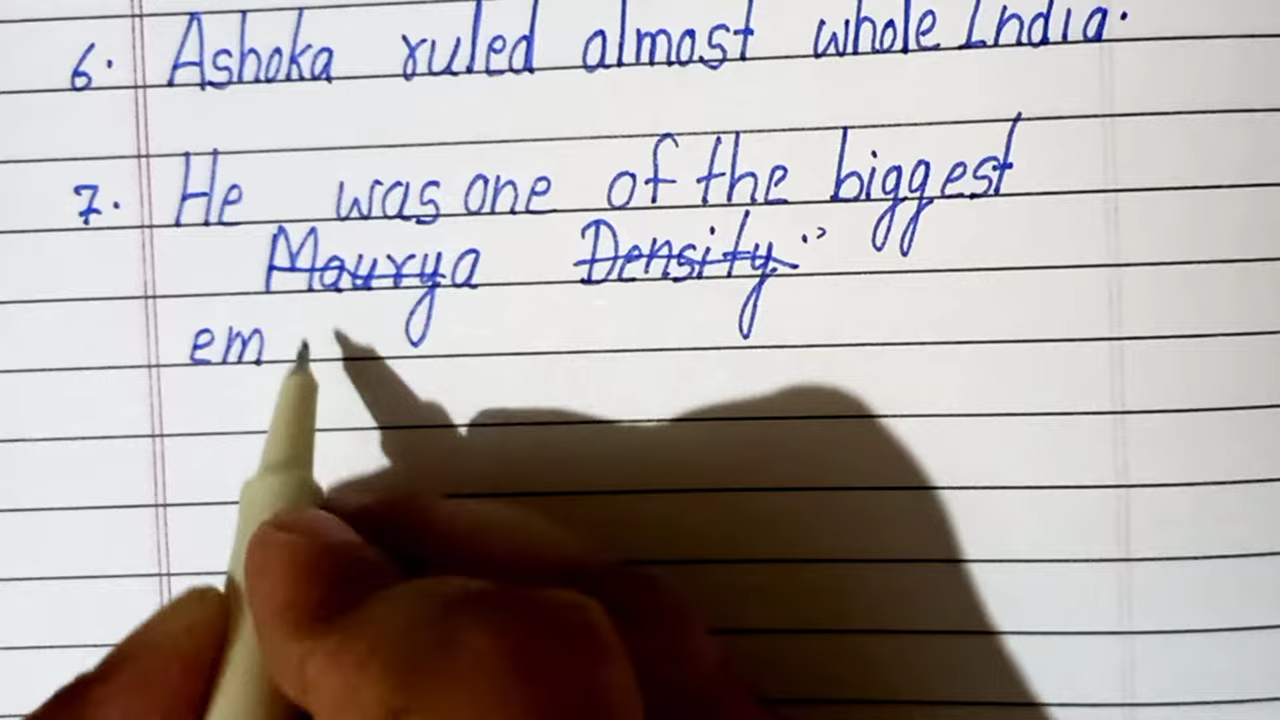 6. Ashoka ruled almost whole India.
7. He was one of the biggest
Maurya Density.
em